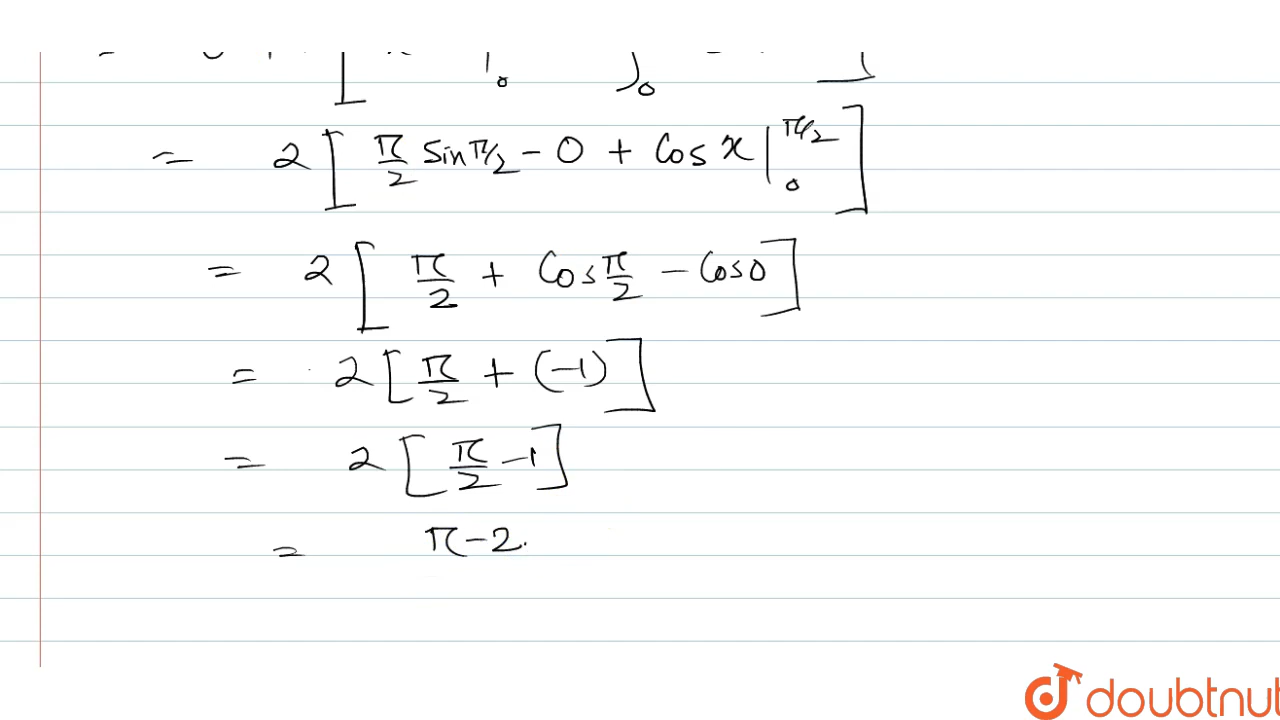 = 2 [ π/2 Sin π/2 - 0 + Cos x |₀^π/2 ]
= 2 [ π/2 + Cos π/2 - Cos 0 ]
= 2 [ π/2 + (-1) ]
= 2 [ π/2 - 1 ]
= π - 2.
doubtnut